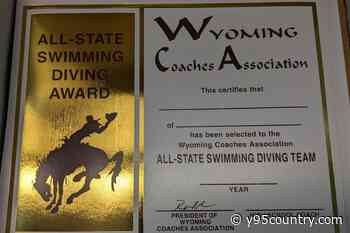 ALL-STATE
SWIMMING
DIVING
AWARD
WYOMING
COACHES ASSOCIATION
This certifies that
of
has been selected to the
Wyoming Coaches Association
ALL-STATE SWIMMING DIVING TEAM
YEAR
PRESIDENT OF
WYOMING
COACHES ASSOCIATION
COACH
© y95country.com